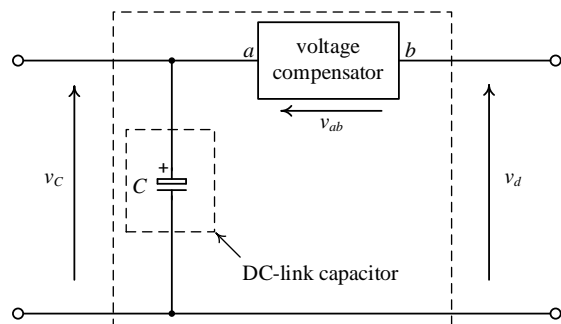 a
voltage
compensator
b
v_ab
v_C
+
C
v_d
DC-link capacitor